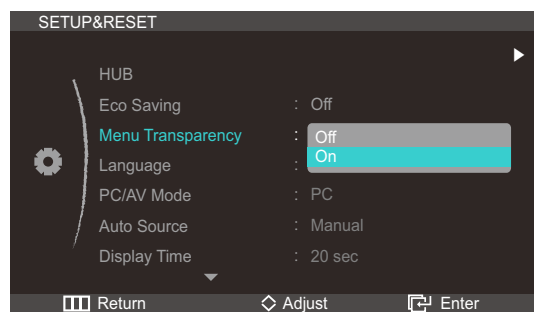 SETUP&RESET
HUB
Eco Saving : Off
Menu Transparency : Off
On
Language :
PC/AV Mode : PC
Auto Source : Manual
Display Time : 20 sec
Return Adjust Enter